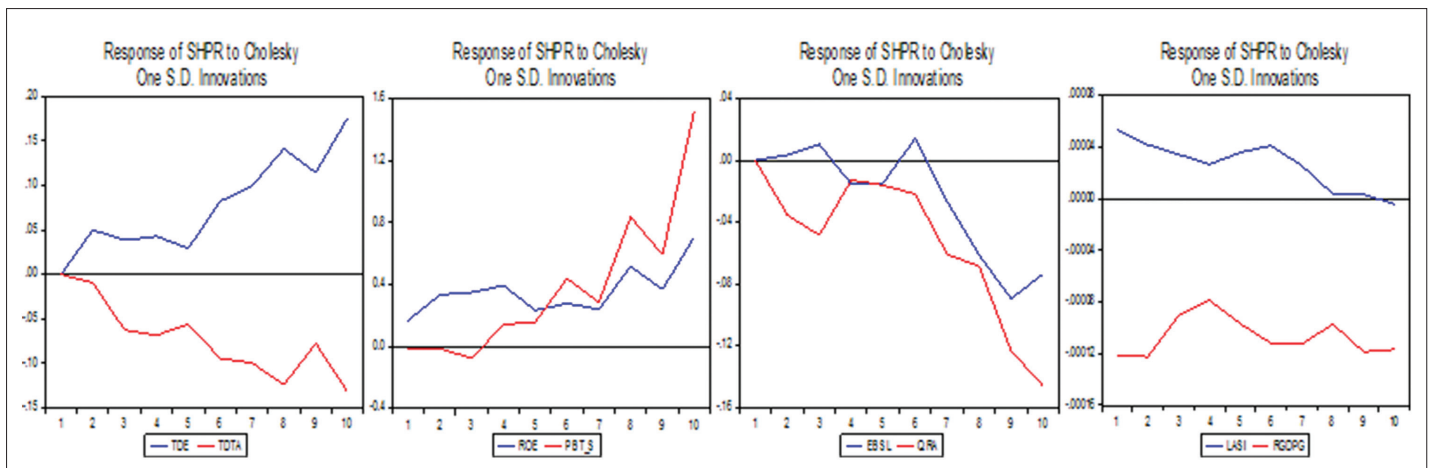 Response of SHPR to Cholesky
One S.D. Innovations
.20
.15
.10
.05
.00
-.05
-.10
-.15
1 2 3 4 5 6 7 8 9 10
TDE TDTA
Response of SHPR to Cholesky
One S.D. Innovations
1.6
1.2
0.8
0.4
0.0
-0.4
1 2 3 4 5 6 7 8 9 10
ROE PBT_S
Response of SHPR to Cholesky
One S.D. Innovations
.04
.00
-.04
-.08
-.12
-.16
1 2 3 4 5 6 7 8 9 10
EBSL QRA
Response of SHPR to Cholesky
One S.D. Innovations
.00008
.00004
.00000
-.00004
-.00008
-.00012
-.00016
1 2 3 4 5 6 7 8 9 10
LASI RGDPG